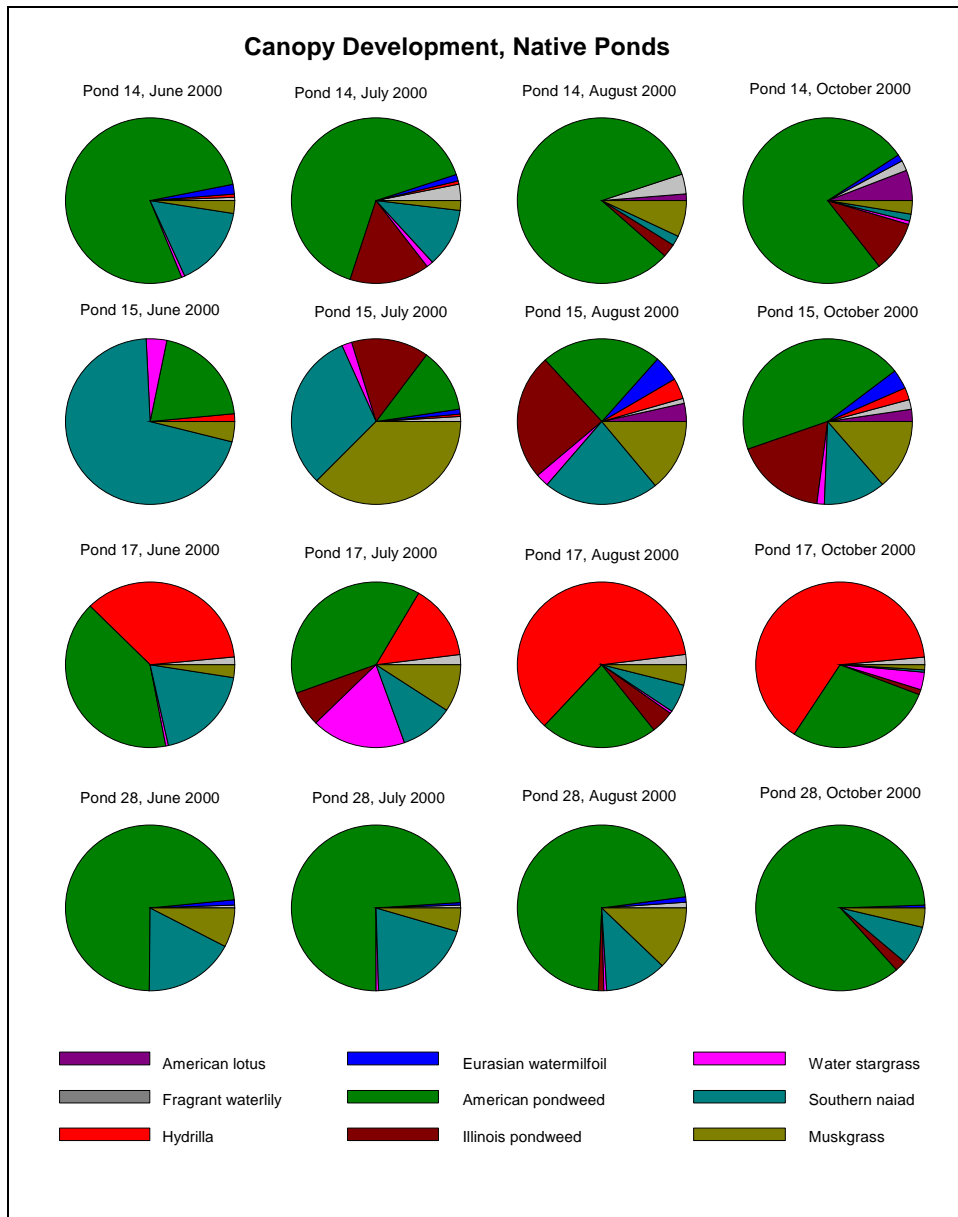 Canopy Development, Native Ponds
Pond 14, June 2000
Pond 14, July 2000
Pond 14, August 2000
Pond 14, October 2000
Pond 15, June 2000
Pond 15, July 2000
Pond 15, August 2000
Pond 15, October 2000
Pond 17, June 2000
Pond 17, July 2000
Pond 17, August 2000
Pond 17, October 2000
Pond 28, June 2000
Pond 28, July 2000
Pond 28, August 2000
Pond 28, October 2000
American lotus
Eurasian watermilfoil
Water stargrass
Fragrant waterlily
American pondweed
Southern naiad
Hydrilla
Illinois pondweed
Muskgrass